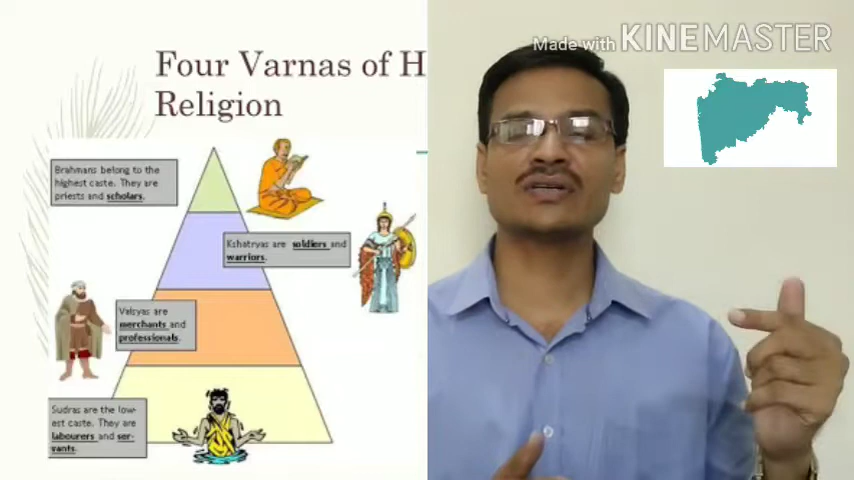 Made with KINEMASTER
Four Varnas of H
Religion
Brahmans belong to the
highest caste. They are
priests and scholars.
Kshatryas are soldiers and
warriors.
Vaisyas are
merchants and
professionals.
Sudras are the low-
est caste. They are
labourers and ser-
vants.